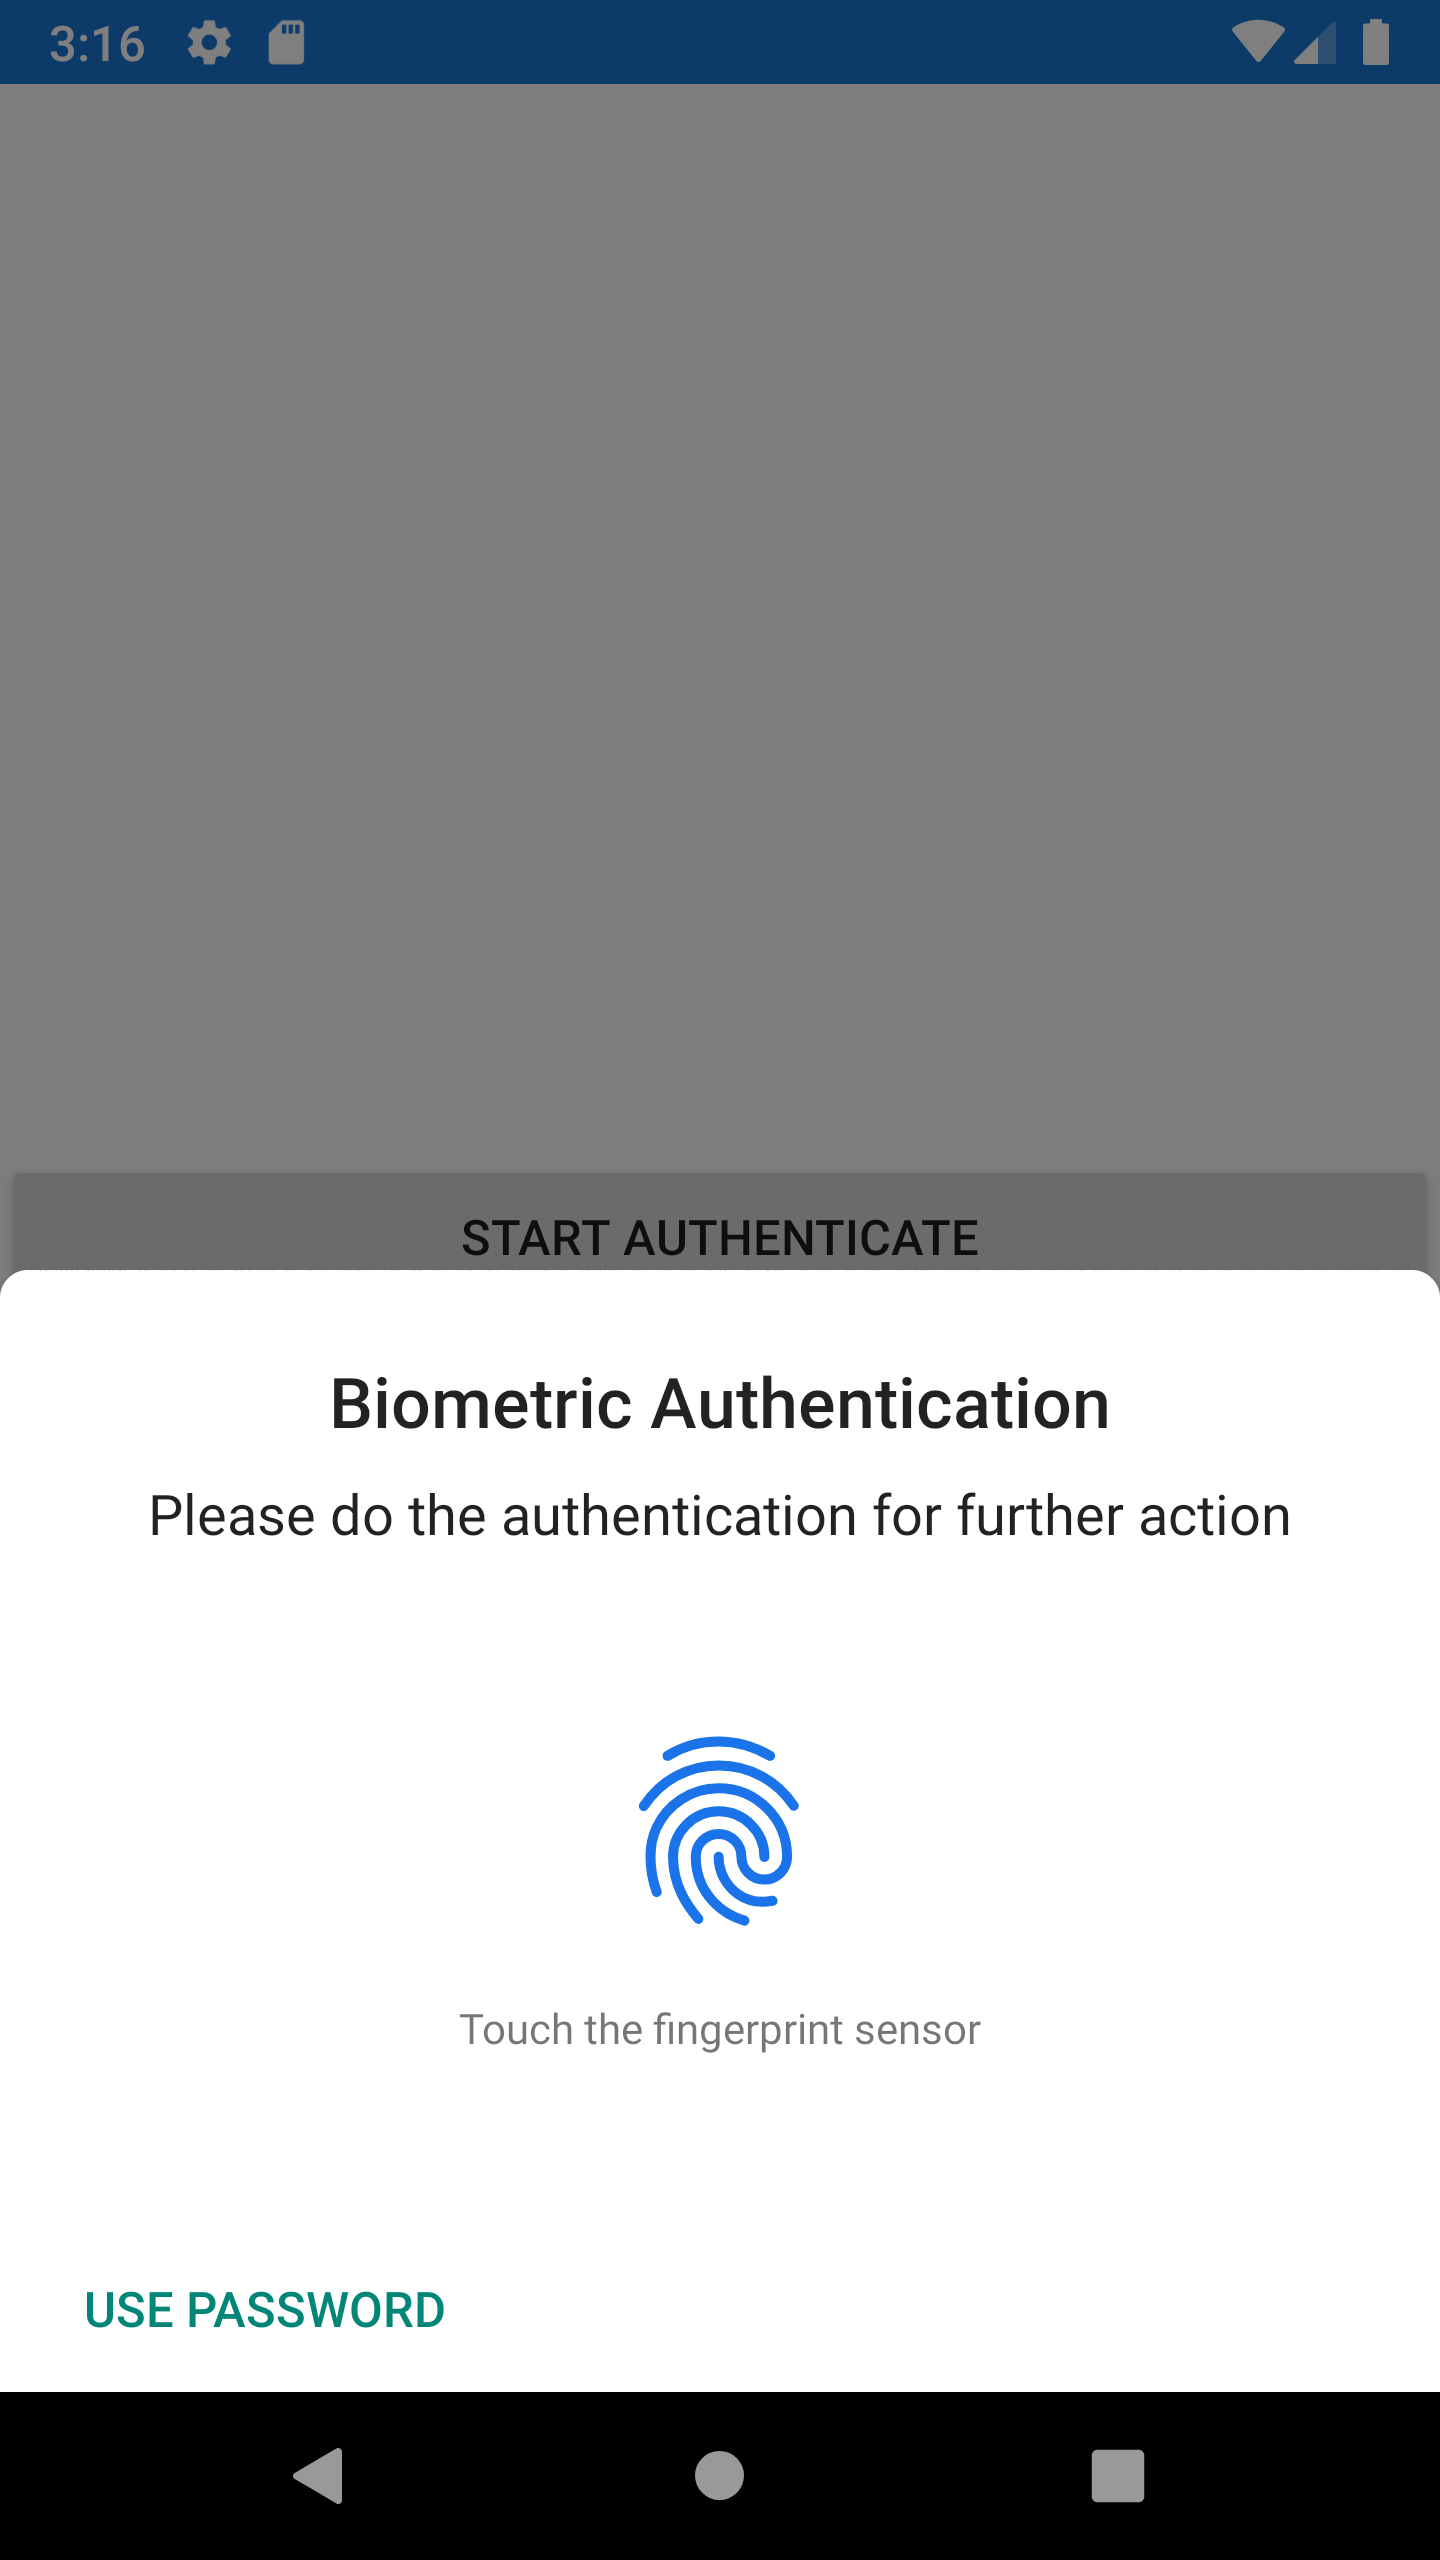 3:16
START AUTHENTICATE
Biometric Authentication
Please do the authentication for further action
Touch the fingerprint sensor
USE PASSWORD